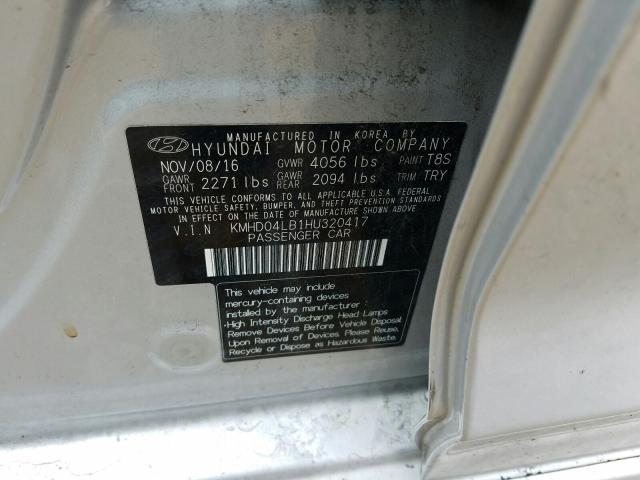 MANUFACTURED IN KOREA BY
HYUNDAI MOTOR COMPANY
NOV/08/16 GVWR 4056 lbs PAINT T8S
GAWR FRONT 2271 lbs GAWR REAR 2094 lbs TRIM TRY
THIS VEHICLE CONFORMS TO ALL APPLICABLE U.S.A. FEDERAL
MOTOR VEHICLE SAFETY, BUMPER, AND THEFT PREVENTION STANDARDS
IN EFFECT ON THE DATE OF MANUFACTURE SHOWN ABOVE.
V.I.N KMHD04LB1HU320417
PASSENGER CAR
This vehicle may include
mercury-containing devices
installed by the manufacturer :
·High Intensity Discharge Head Lamps
Remove Devices Before Vehicle Disposal
Upon Removal of Devices. Please Reuse,
Recycle or Dispose as Hazardous Waste.